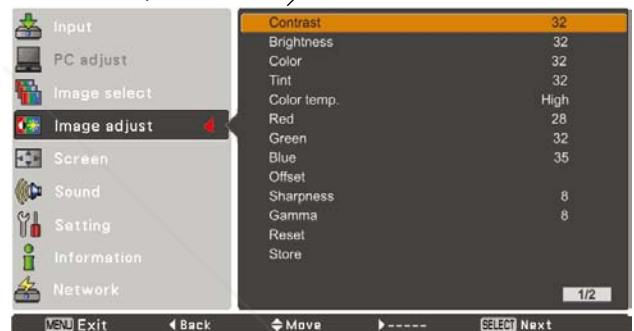 Input
PC adjust
Image select
Image adjust
Screen
Sound
Setting
Information
Network
Contrast 32
Brightness 32
Color 32
Tint 32
Color temp. High
Red 28
Green 32
Blue 35
Offset
Sharpness 8
Gamma 8
Reset
Store
1/2
MENU Exit Back Move ----- SELECT Next